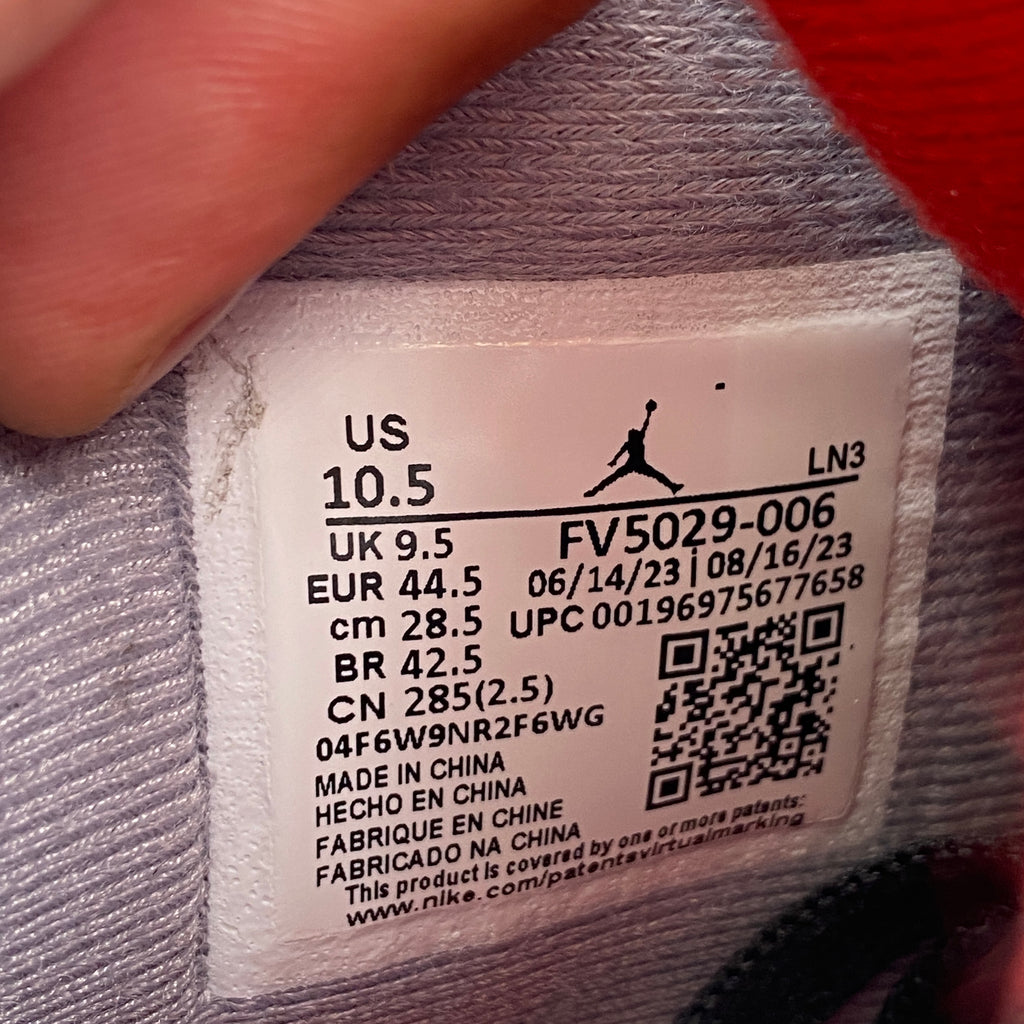 US
10.5
LN3
UK 9.5
FV5029-006
EUR 44.5
06/14/23 | 08/16/23
cm 28.5
UPC 00196975677658
BR 42.5
CN 285(2.5)
04F6W9NR2F6WG
MADE IN CHINA
HECHO EN CHINA
FABRIQUE EN CHINE
FABRICADO NA CHINA
This product is covered by one or more patents:
www.nike.com/patentsvirtualmarking